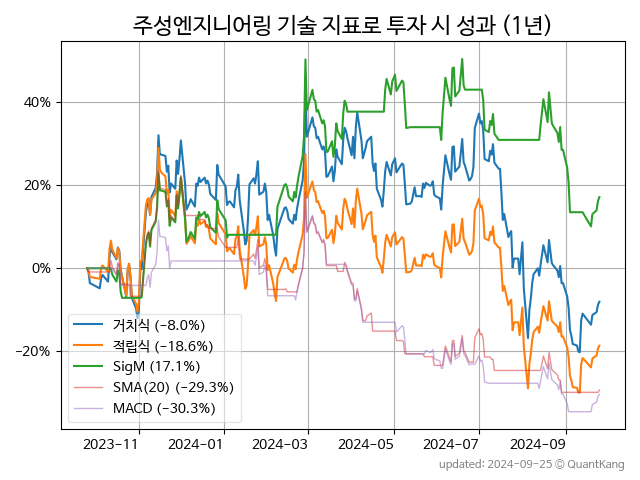 주성엔지니어링 기술 지표로 투자 시 성과 (1년)
40%
20%
0%
−20%
거치식 (−8.0%)
적립식 (−18.6%)
SigM (17.1%)
SMA(20) (−29.3%)
MACD (−30.3%)
2023-11
2024-01
2024-03
2024-05
2024-07
2024-09
updated: 2024-09-25 © QuantKang